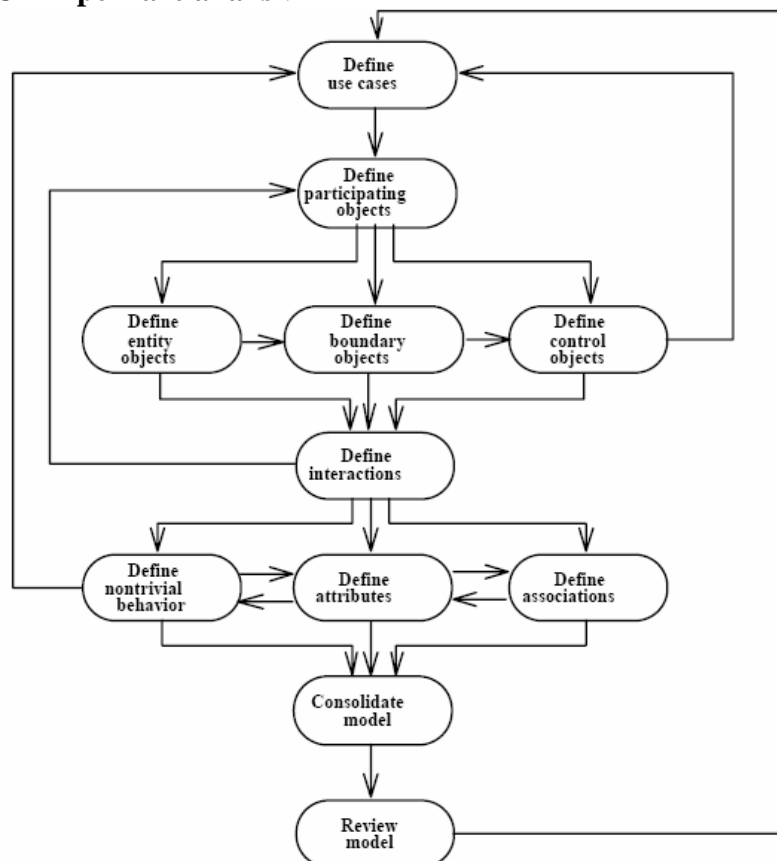 Define
use cases
Define
participating
objects
Define
entity
objects
Define
boundary
objects
Define
control
objects
Define
interactions
Define
nontrivial
behavior
Define
attributes
Define
associations
Consolidate
model
Review
model